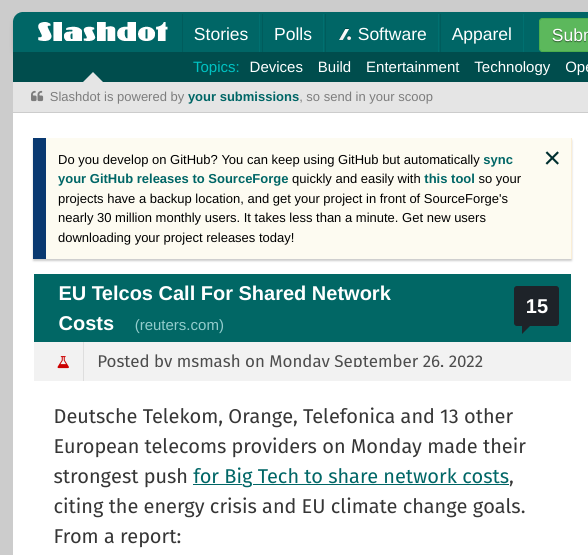 Slashdot Stories Polls Software Apparel
Topics: Devices Build Entertainment Technology
Slashdot is powered by your submissions, so send in your scoop
Do you develop on GitHub? You can keep using GitHub but automatically sync
your GitHub releases to SourceForge quickly and easily with this tool so your
projects have a backup location, and get your project in front of SourceForge's
nearly 30 million monthly users. It takes less than a minute. Get new users
downloading your project releases today!
EU Telcos Call For Shared Network
Costs (reuters.com)
15
Posted by msmash on Monday September 26, 2022
Deutsche Telekom, Orange, Telefonica and 13 other
European telecoms providers on Monday made their
strongest push for Big Tech to share network costs,
citing the energy crisis and EU climate change goals.
From a report: